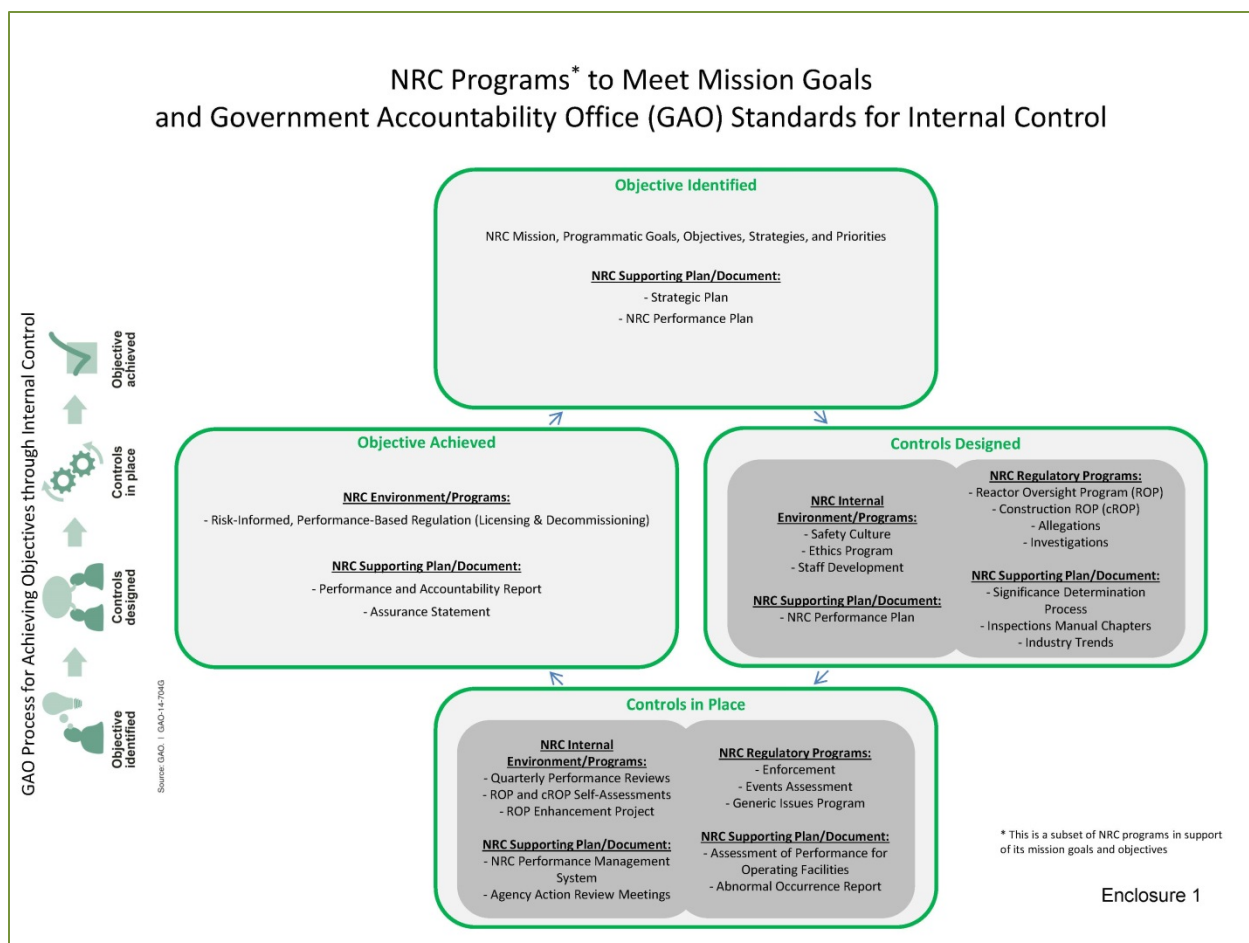 NRC Programs* to Meet Mission Goals
and Government Accountability Office (GAO) Standards for Internal Control
GAO Process for Achieving Objectives through Internal Control
Objective
achieved
Controls
in place
Controls
designed
Objective
identified
Source: GAO. | GAO-14-704G
Objective Identified
NRC Mission, Programmatic Goals, Objectives, Strategies, and Priorities
NRC Supporting Plan/Document:
- Strategic Plan
- NRC Performance Plan
Objective Achieved
NRC Environment/Programs:
- Risk-Informed, Performance-Based Regulation (Licensing & Decommissioning)
NRC Supporting Plan/Document:
- Performance and Accountability Report
- Assurance Statement
Controls Designed
NRC Internal
Environment/Programs:
- Safety Culture
- Ethics Program
- Staff Development
NRC Supporting Plan/Document:
- NRC Performance Plan
NRC Regulatory Programs:
- Reactor Oversight Program (ROP)
- Construction ROP (cROP)
- Allegations
- Investigations
NRC Supporting Plan/Document:
- Significance Determination
Process
- Inspections Manual Chapters
- Industry Trends
Controls in Place
NRC Internal
Environment/Programs:
- Quarterly Performance Reviews
- ROP and cROP Self-Assessments
- ROP Enhancement Project
NRC Supporting Plan/Document:
- NRC Performance Management
System
- Agency Action Review Meetings
NRC Regulatory Programs:
- Enforcement
- Events Assessment
- Generic Issues Program
NRC Supporting Plan/Document:
- Assessment of Performance for
Operating Facilities
- Abnormal Occurrence Report
* This is a subset of NRC programs in support
of its mission goals and objectives
Enclosure 1